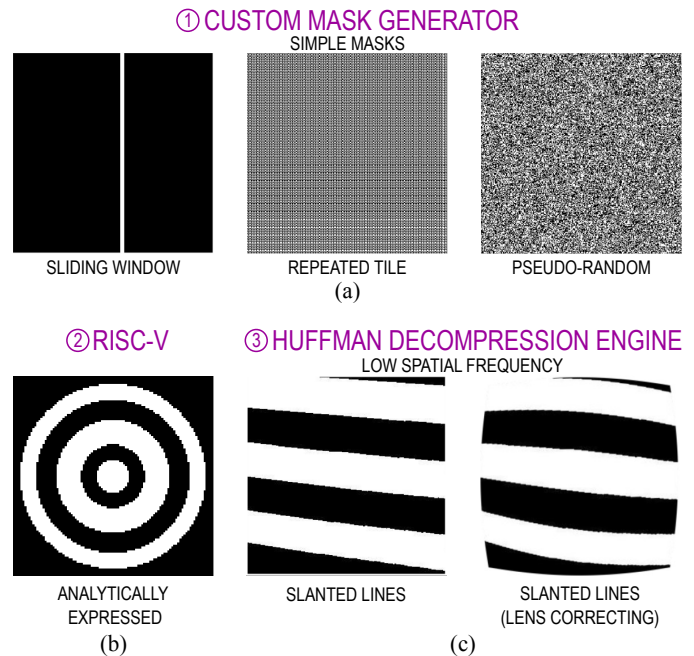 ① CUSTOM MASK GENERATOR
SIMPLE MASKS
SLIDING WINDOW
REPEATED TILE
PSEUDO-RANDOM
(a)
② RISC-V
③ HUFFMAN DECOMPRESSION ENGINE
LOW SPATIAL FREQUENCY
ANALYTICALLY
EXPRESSED
SLANTED LINES
SLANTED LINES
(LENS CORRECTING)
(b)
(c)